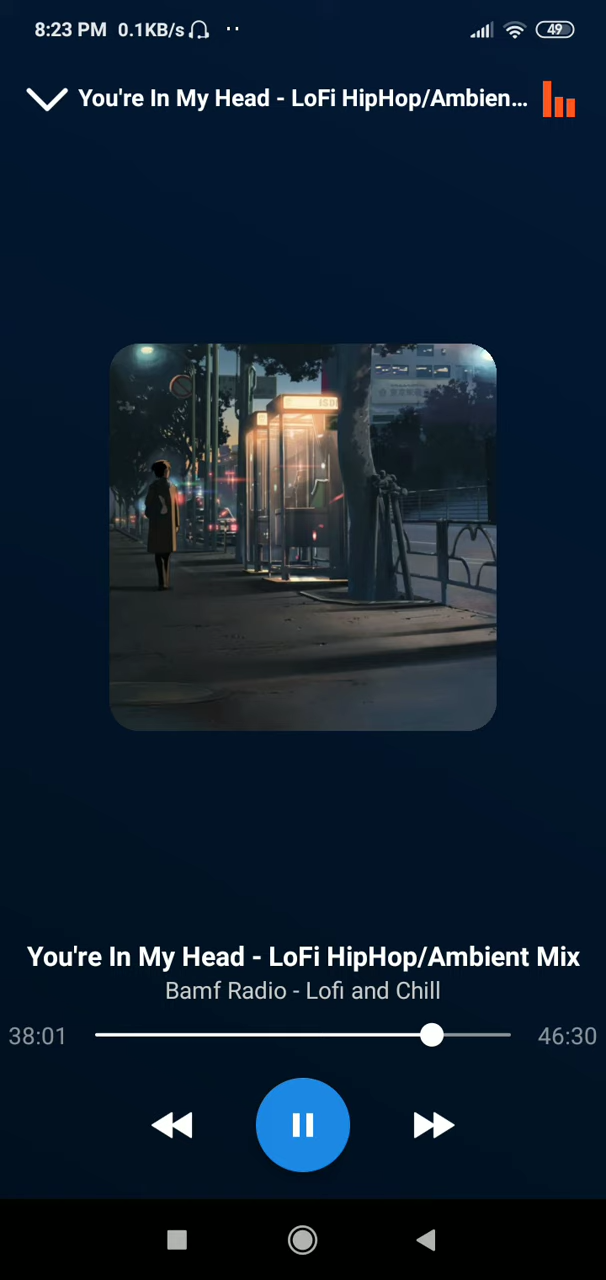 8:23 PM 0.1KB/s 49
You're In My Head - LoFi HipHop/Ambien...
ISD
You're In My Head - LoFi HipHop/Ambient Mix
Bamf Radio - Lofi and Chill
38:01 46:30